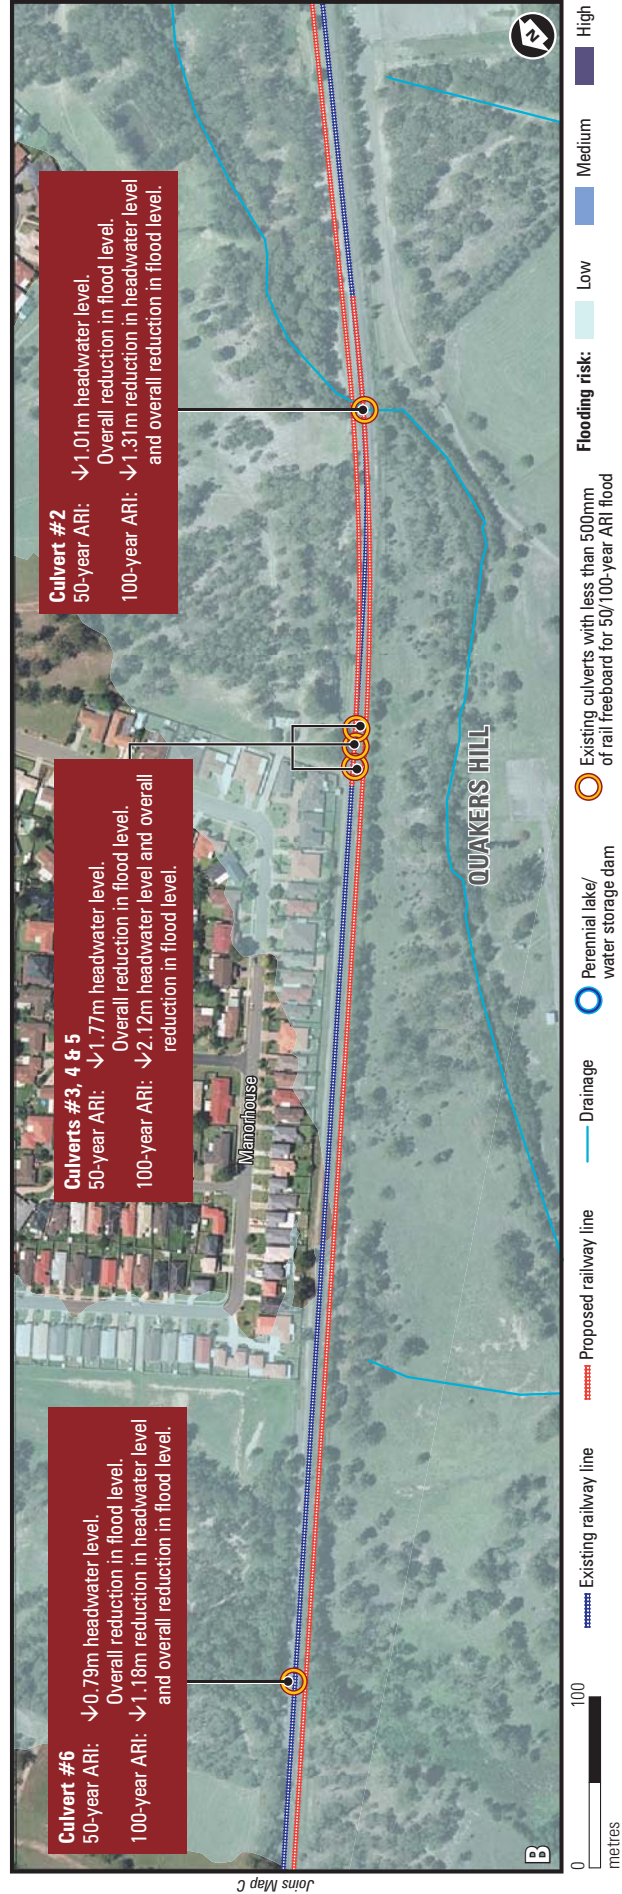 Culvert #6
50-year ARI: ↓0.79m headwater level.
Overall reduction in flood level.
100-year ARI: ↓1.18m reduction in headwater level
and overall reduction in flood level.
Culverts #3, 4 & 5
50-year ARI: ↓1.77m headwater level.
Overall reduction in flood level.
100-year ARI: ↓2.12m headwater level and overall
reduction in flood level.
Culvert #2
50-year ARI: ↓1.01m headwater level.
Overall reduction in flood level.
100-year ARI: ↓1.31m reduction in headwater level
and overall reduction in flood level.
Manorhouse
QUAKERS HILL
N
B
Joins Map C
0 100
metres
Existing railway line
Proposed railway line
Drainage
Perennial lake/
water storage dam
Existing culverts with less than 500mm
of rail freeboard for 50/100-year ARI flood
Flooding risk:
Low
Medium
High